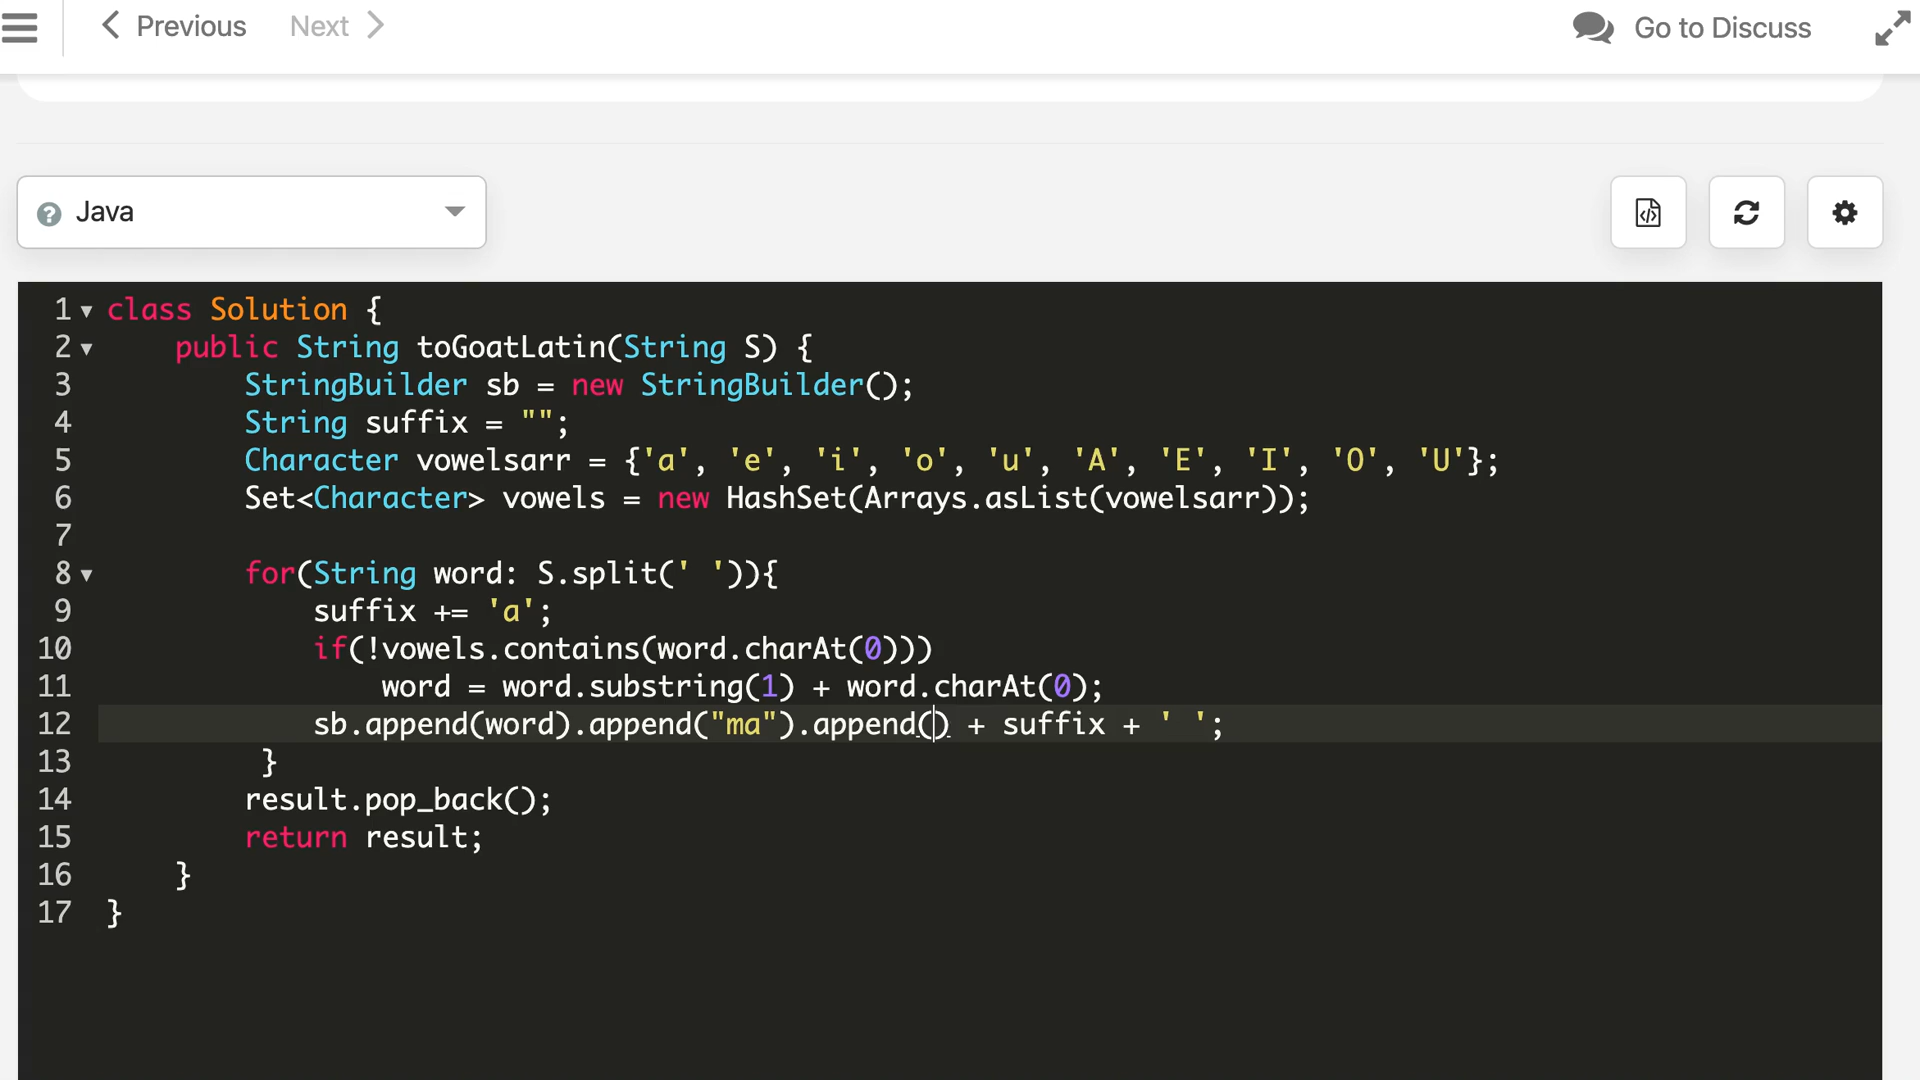 Previous Next Go to Discuss
Java
1 class Solution {
2 public String toGoatLatin(String S) {
3 StringBuilder sb = new StringBuilder();
4 String suffix = "";
5 Character vowelsarr = {'a', 'e', 'i', 'o', 'u', 'A', 'E', 'I', 'O', 'U'};
6 Set<Character> vowels = new HashSet(Arrays.asList(vowelsarr));
7
8 for(String word: S.split(' ')){
9 suffix += 'a';
10 if(!vowels.contains(word.charAt(0)))
11 word = word.substring(1) + word.charAt(0);
12 sb.append(word).append("ma").append() + suffix + ' ';
13 }
14 result.pop_back();
15 return result;
16 }
17 }